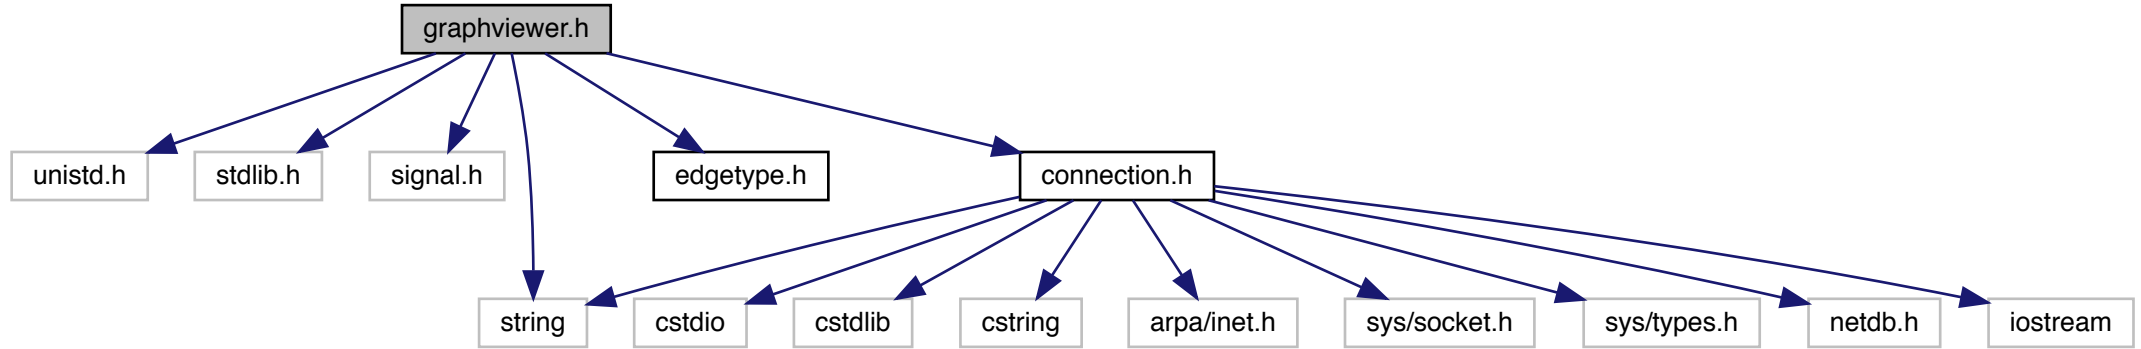 graphviewer.h
unistd.h
stdlib.h
signal.h
edgetype.h
connection.h
string
cstdio
cstdlib
cstring
arpa/inet.h
sys/socket.h
sys/types.h
netdb.h
iostream